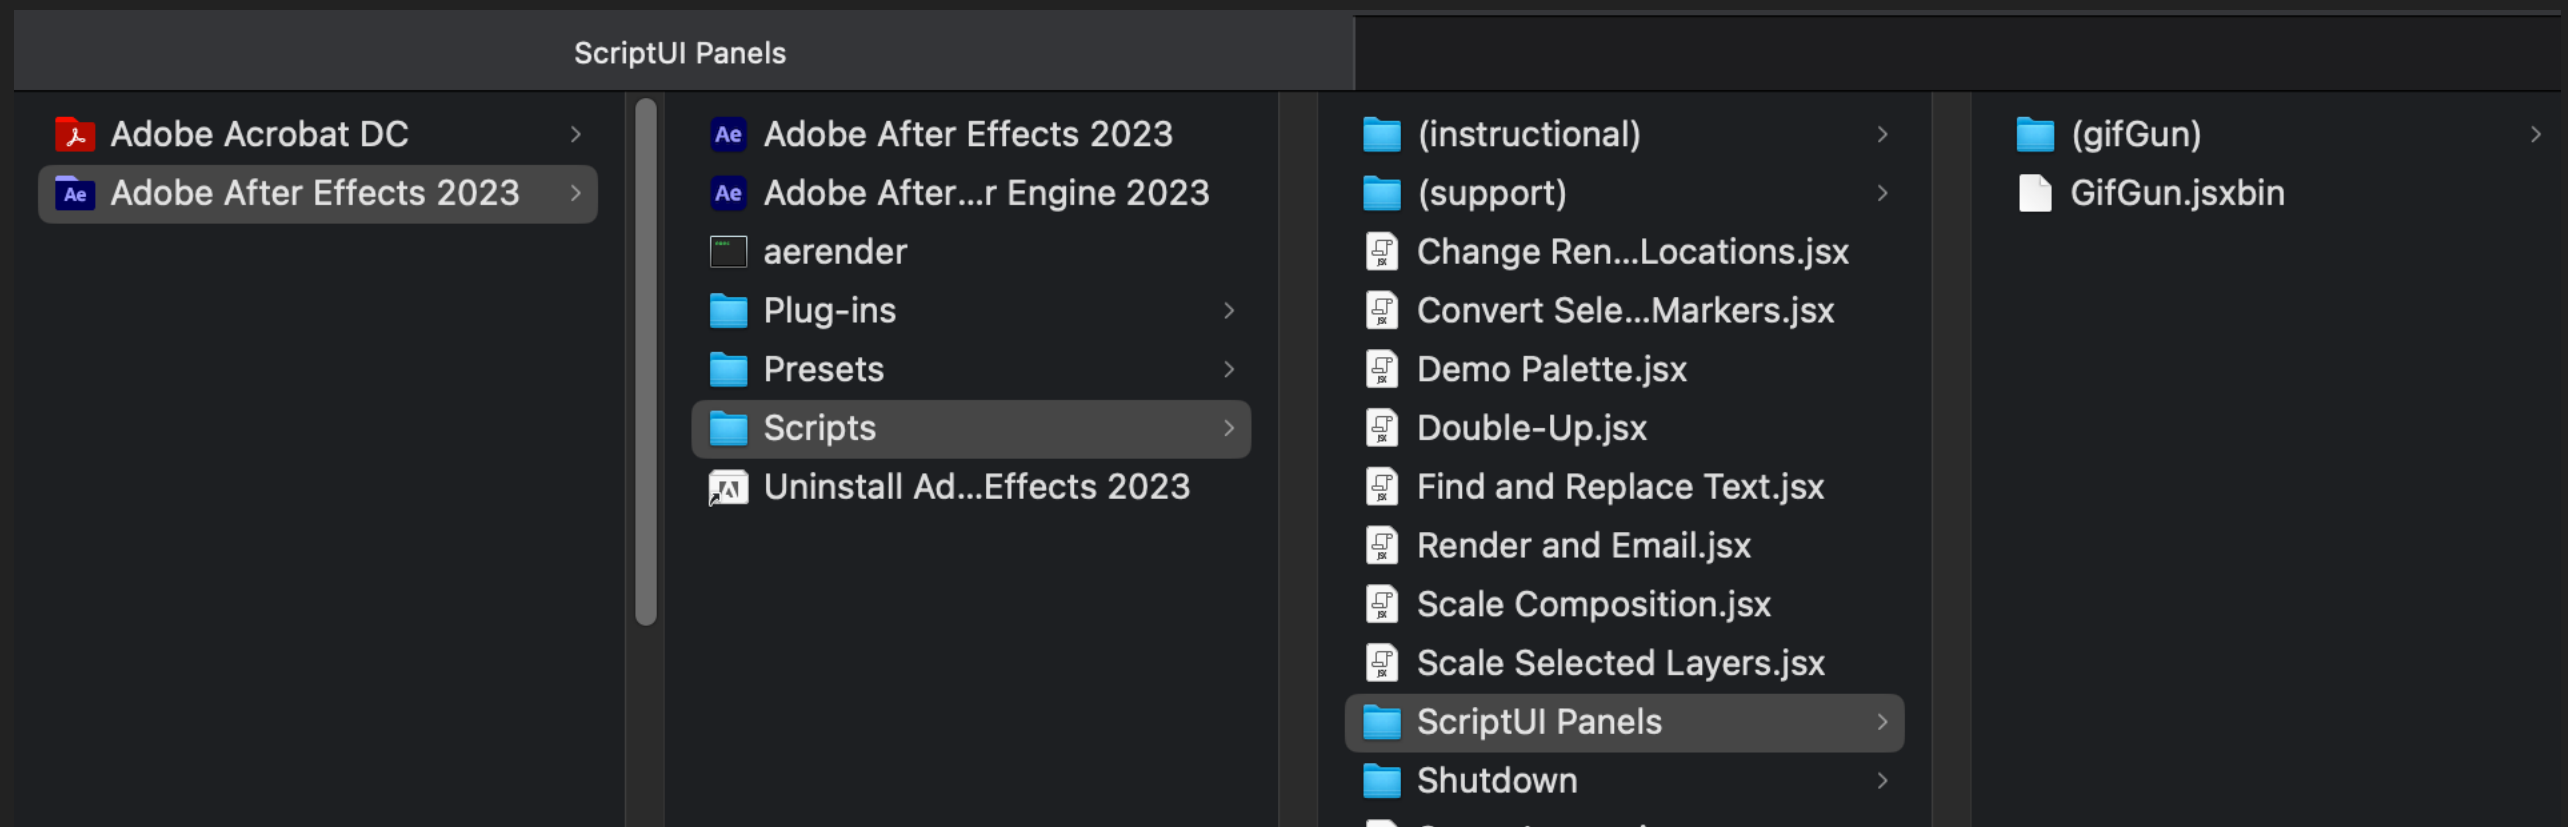 ScriptUI Panels
Adobe Acrobat DC
Adobe After Effects 2023
Adobe After Effects 2023
Adobe After...r Engine 2023
aerender
Plug-ins
Presets
Scripts
Uninstall Ad...Effects 2023
(instructional)
(support)
Change Ren...Locations.jsx
Convert Sele...Markers.jsx
Demo Palette.jsx
Double-Up.jsx
Find and Replace Text.jsx
Render and Email.jsx
Scale Composition.jsx
Scale Selected Layers.jsx
ScriptUI Panels
Shutdown
(gifGun)
GifGun.jsxbin